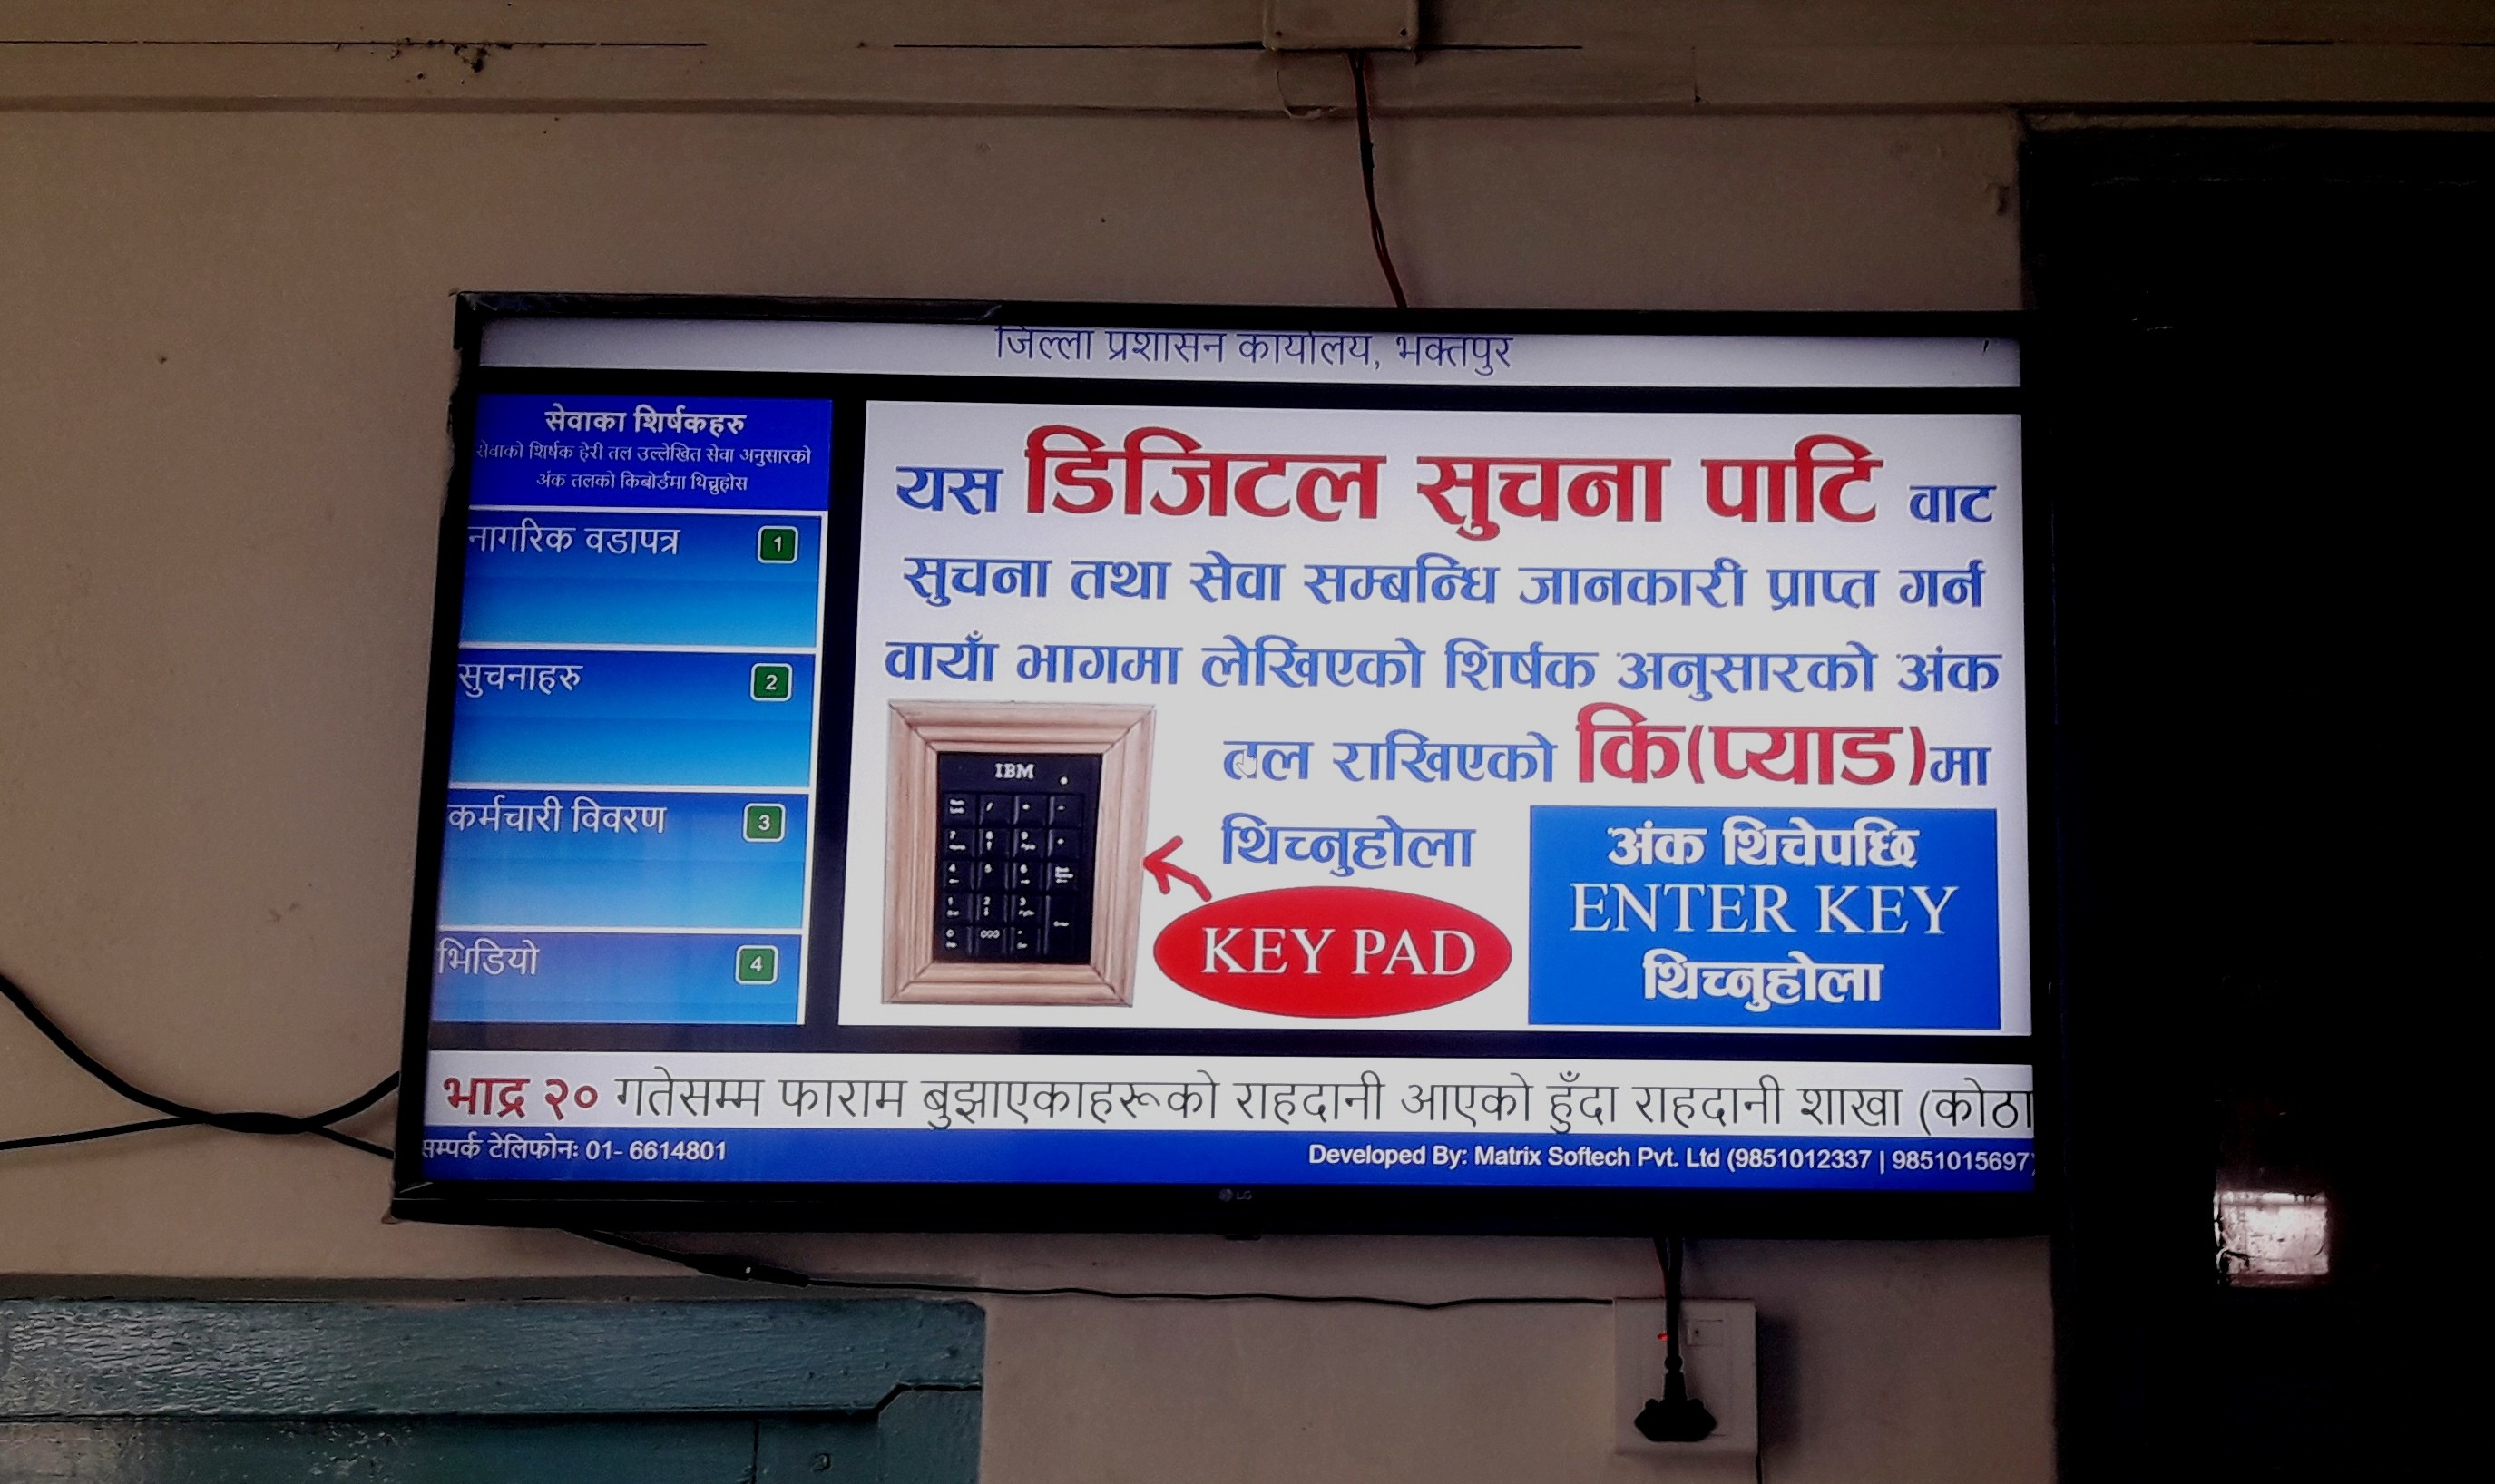 जिल्ला प्रशासन कार्यालय, भक्तपुर
सेवाका शिर्षकहरु
सेवाको शिर्षक हेरी तल उल्लेखित सेवा अनुसारको
अंक तलको किबोर्डमा थिच्नुहोस
नागरिक वडापत्र 1
सुचनाहरु 2
कर्मचारी विवरण 3
भिडियो 4
यस डिजिटल सुचना पाटि वाट
सुचना तथा सेवा सम्बन्धि जानकारी प्राप्त गर्न
वायाँ भागमा लेखिएको शिर्षक अनुसारको अंक
तल राखिएको कि(प्याड)मा
थिच्नुहोला
IBM
KEY PAD
अंक थिचेपछि
ENTER KEY
थिच्नुहोला
भाद्र २० गतेसम्म फाराम बुझाएकाहरूको राहदानी आएको हुँदा राहदानी शाखा (कोठा
सम्पर्क टेलिफोनः 01- 6614801
Developed By: Matrix Softech Pvt. Ltd (9851012337 | 9851015697)
LG